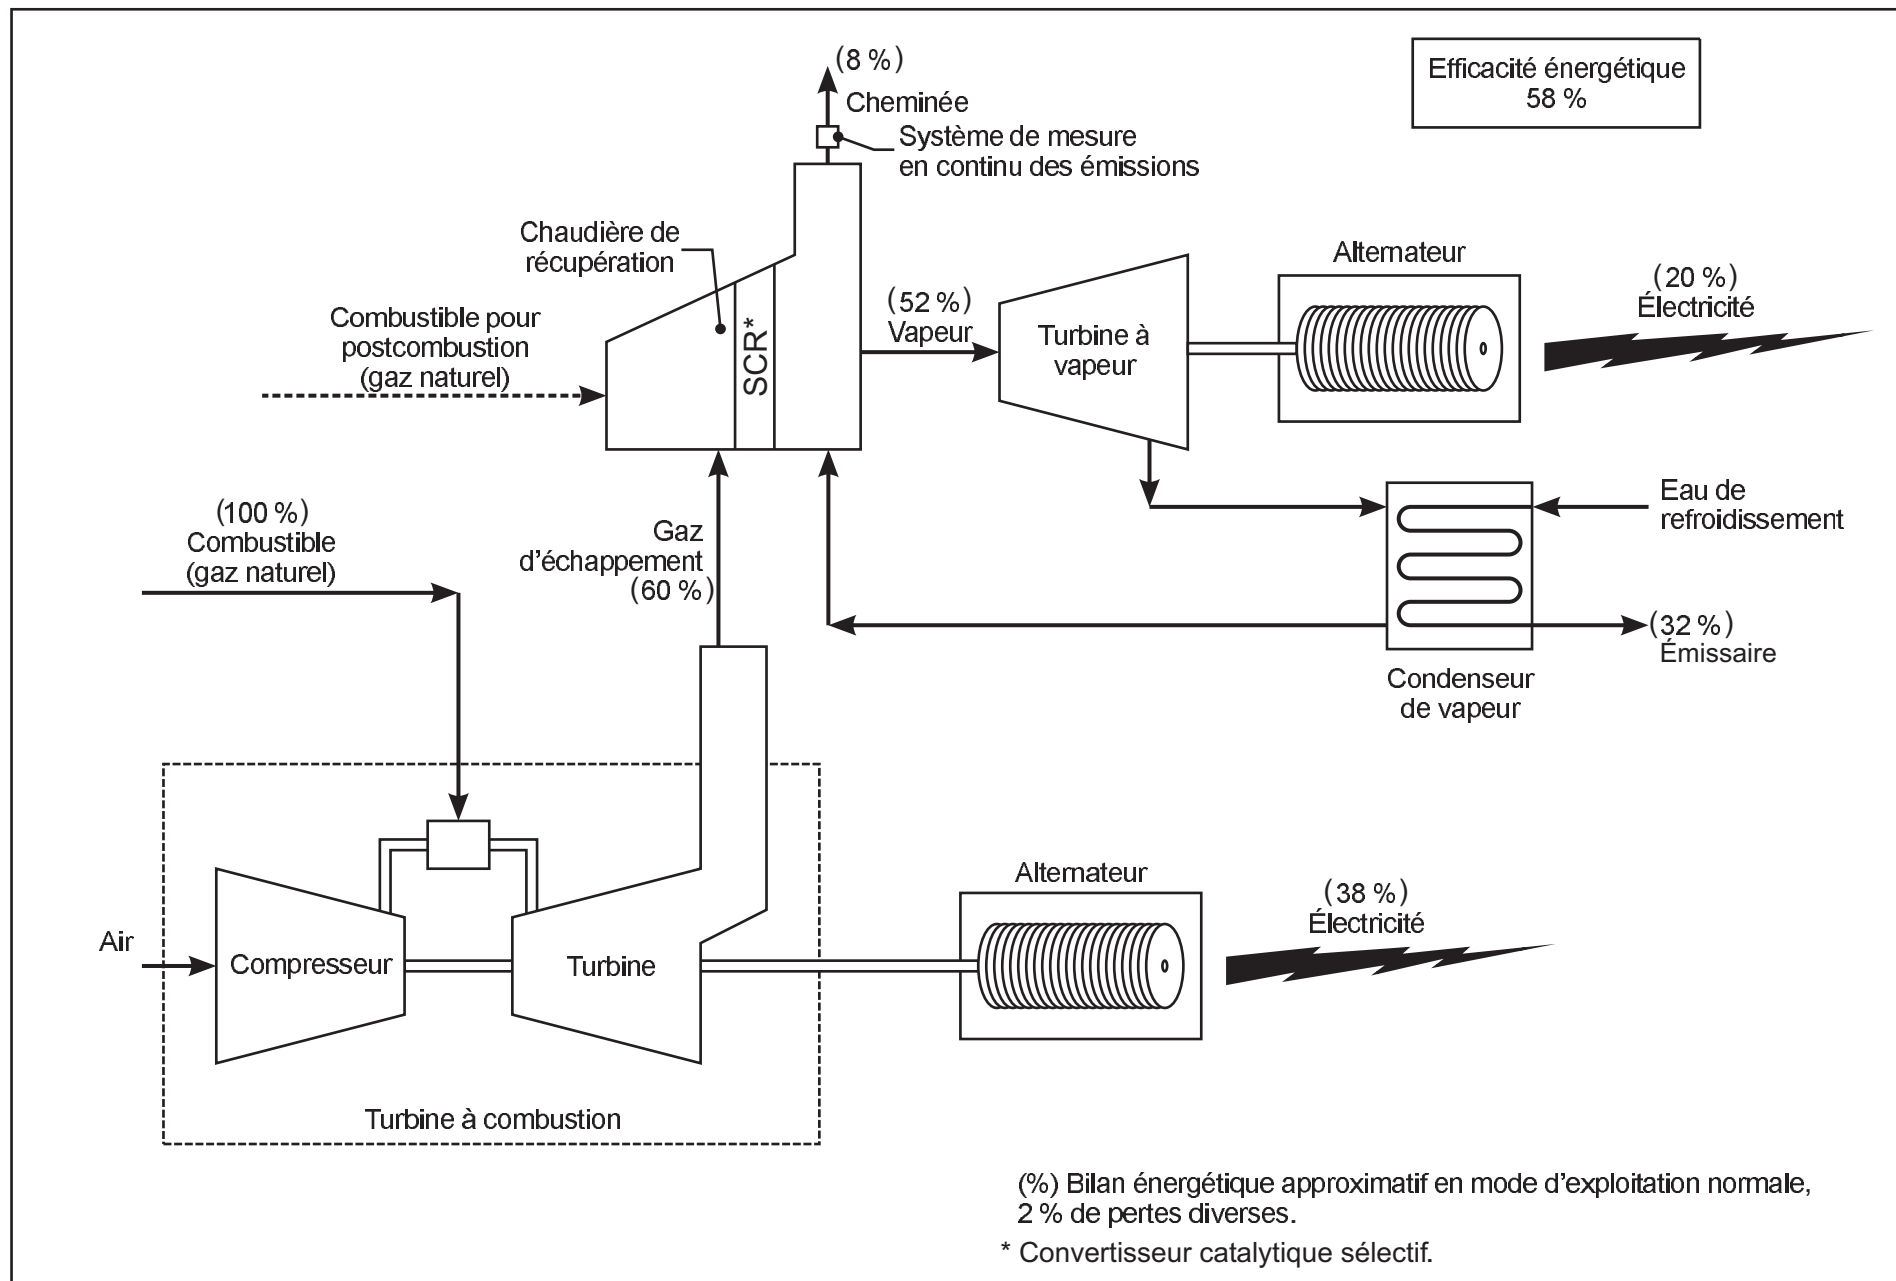 (8 %)
Cheminée
Système de mesure
en continu des émissions
Efficacité énergétique
58 %
Chaudière de
récupération
Combustible pour
postcombustion
(gaz naturel)
SCR*
(52 %)
Vapeur
Turbine à
vapeur
Alternateur
(20 %)
Électricité
Eau de
refroidissement
(32 %)
Émissaire
Condenseur
de vapeur
(100 %)
Combustible
(gaz naturel)
Gaz
d'échappement
(60 %)
Air
Compresseur
Turbine
Turbine à combustion
Alternateur
(38 %)
Électricité
(%) Bilan énergétique approximatif en mode d'exploitation normale,
2 % de pertes diverses.
* Convertisseur catalytique sélectif.